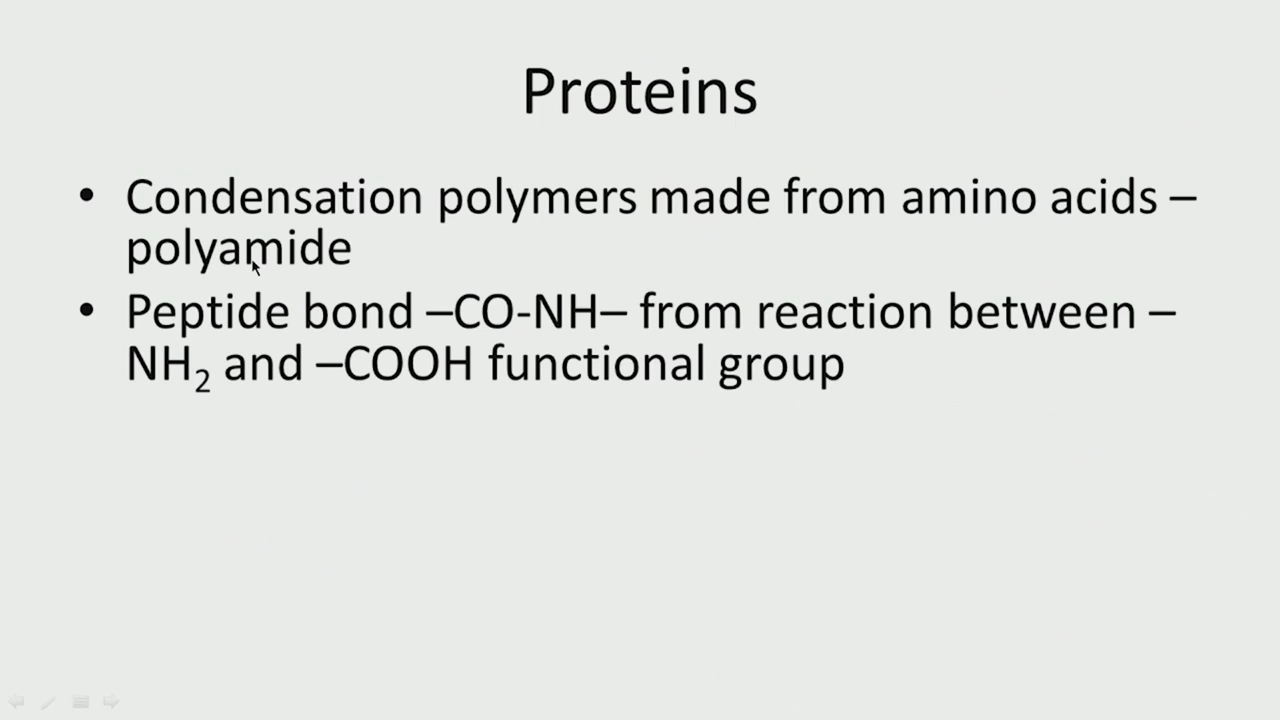 Proteins
• Condensation polymers made from amino acids –
polyamide
• Peptide bond –CO-NH– from reaction between –
NH₂ and –COOH functional group